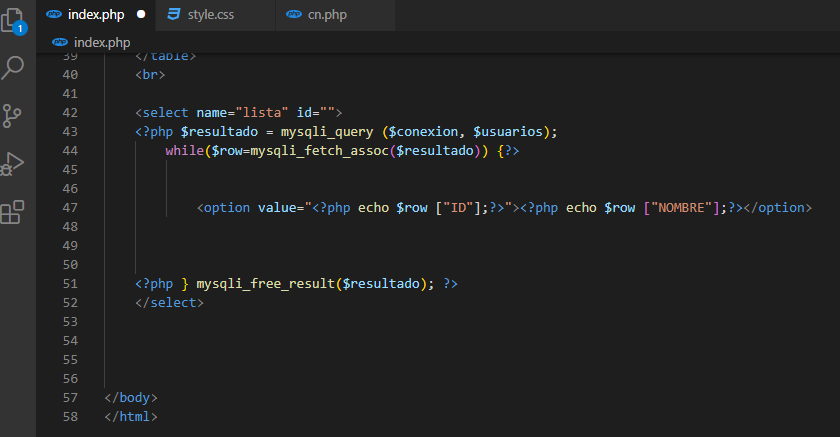 index.php
style.css
cn.php
1
index.php
39 </table>
40 <br>
41
42 <select name="lista" id="">
43 <?php $resultado = mysqli_query ($conexion, $usuarios);
44 while($row=mysqli_fetch_assoc($resultado)) {?>
45
46
47 <option value="<?php echo $row ["ID"];?>"><?php echo $row ["NOMBRE"];?></option>
48
49
50
51 <?php } mysqli_free_result($resultado); ?>
52 </select>
53
54
55
56
57 </body>
58 </html>